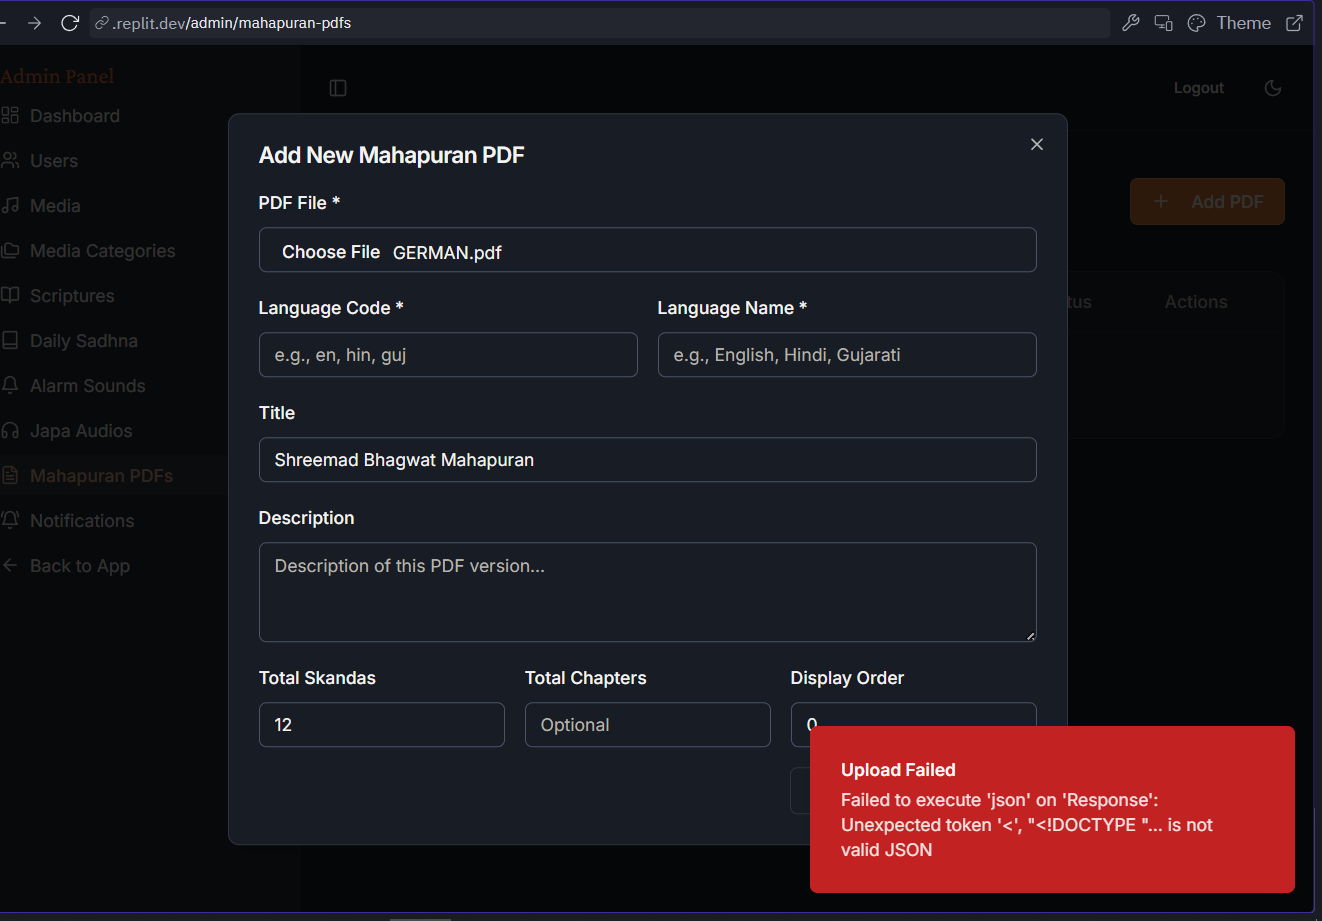 .replit.dev/admin/mahapuran-pdfs
Theme
Admin Panel
Logout
Dashboard
Users
Media
Media Categories
Scriptures
Daily Sadhna
Alarm Sounds
Japa Audios
Mahapuran PDFs
Notifications
Back to App
+ Add PDF
tus
Actions
Add New Mahapuran PDF
PDF File *
Choose File GERMAN.pdf
Language Code *
Language Name *
e.g., en, hin, guj
e.g., English, Hindi, Gujarati
Title
Shreemad Bhagwat Mahapuran
Description
Description of this PDF version...
Total Skandas
Total Chapters
Display Order
12
Optional
0
Upload Failed
Failed to execute 'json' on 'Response':
Unexpected token '<', "<!DOCTYPE "... is not
valid JSON